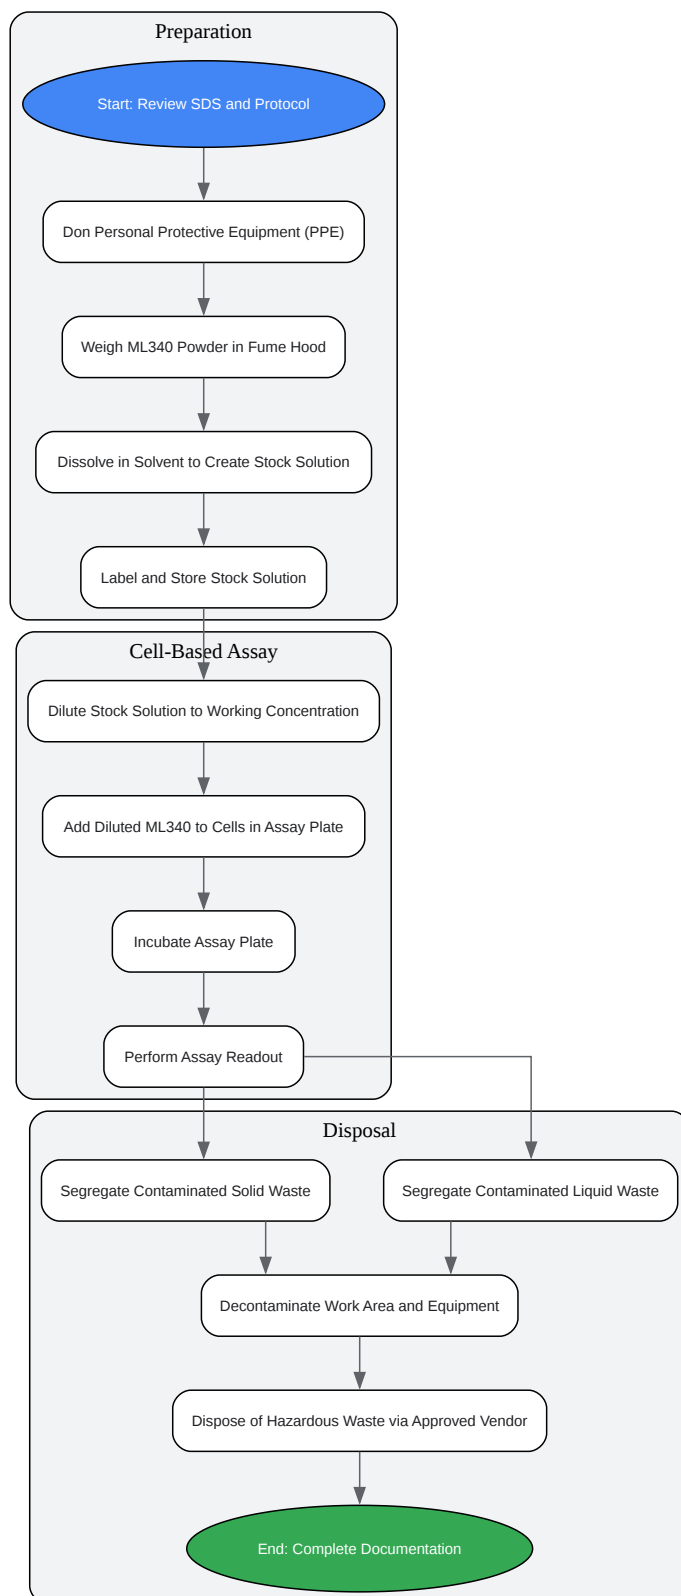 Preparation
Start: Review SDS and Protocol
Don Personal Protective Equipment (PPE)
Weigh ML340 Powder in Fume Hood
Dissolve in Solvent to Create Stock Solution
Label and Store Stock Solution
Cell-Based Assay
Dilute Stock Solution to Working Concentration
Add Diluted ML340 to Cells in Assay Plate
Incubate Assay Plate
Perform Assay Readout
Disposal
Segregate Contaminated Solid Waste
Segregate Contaminated Liquid Waste
Decontaminate Work Area and Equipment
Dispose of Hazardous Waste via Approved Vendor
End: Complete Documentation